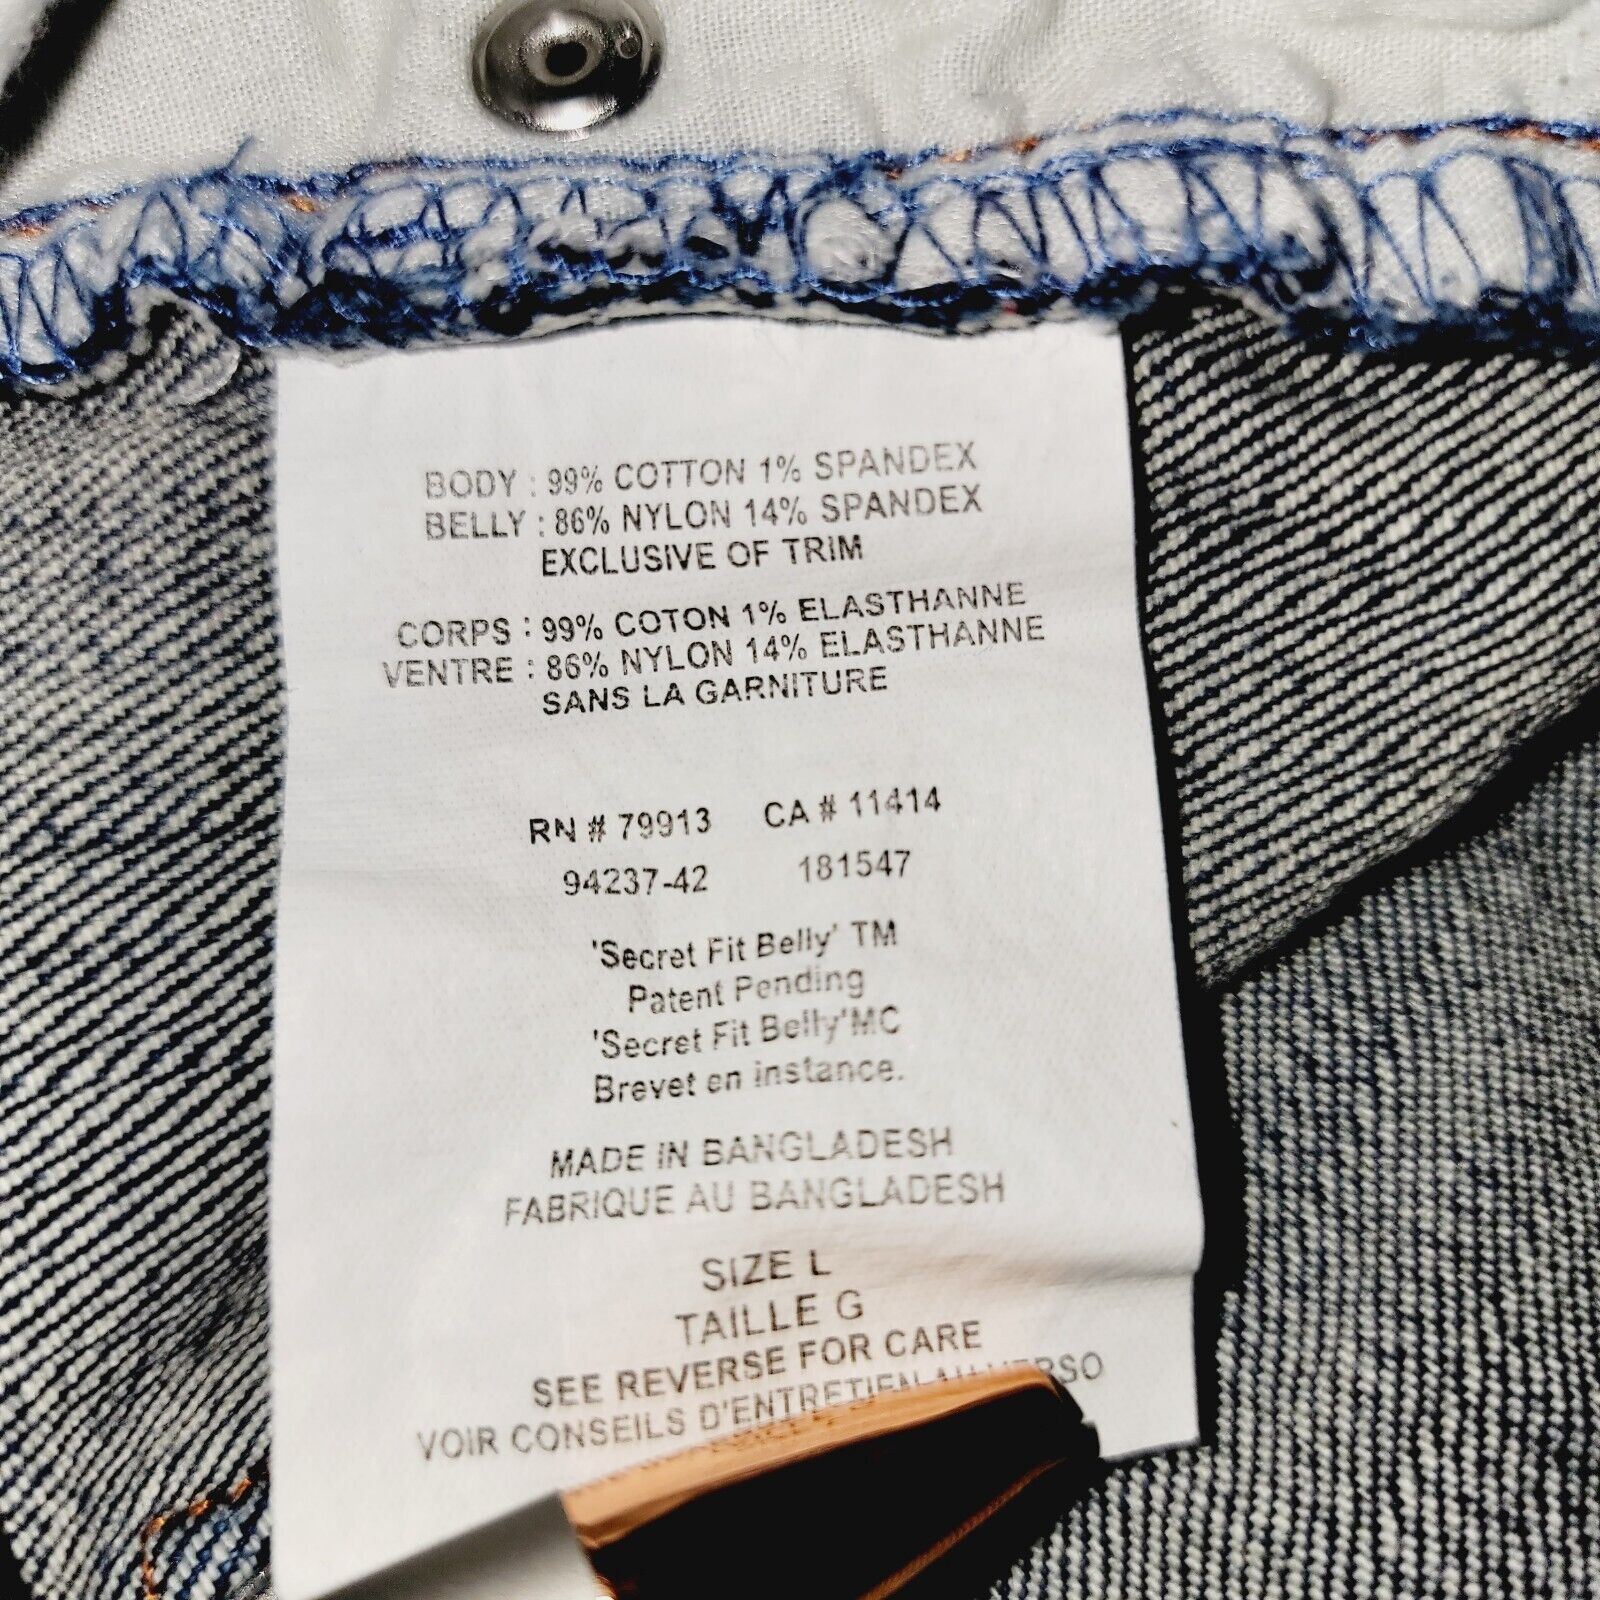 BODY : 99% COTTON 1% SPANDEX
BELLY : 86% NYLON 14% SPANDEX
EXCLUSIVE OF TRIM
CORPS : 99% COTON 1% ELASTHANNE
VENTRE : 86% NYLON 14% ELASTHANNE
SANS LA GARNITURE
RN # 79913 CA # 11414
94237-42 181547
'Secret Fit Belly' TM
Patent Pending
'Secret Fit Belly'MC
Brevet en instance.
MADE IN BANGLADESH
FABRIQUE AU BANGLADESH
SIZE L
TAILLE G
SEE REVERSE FOR CARE
VOIR CONSEILS D'ENTRETIEN AU VERSO